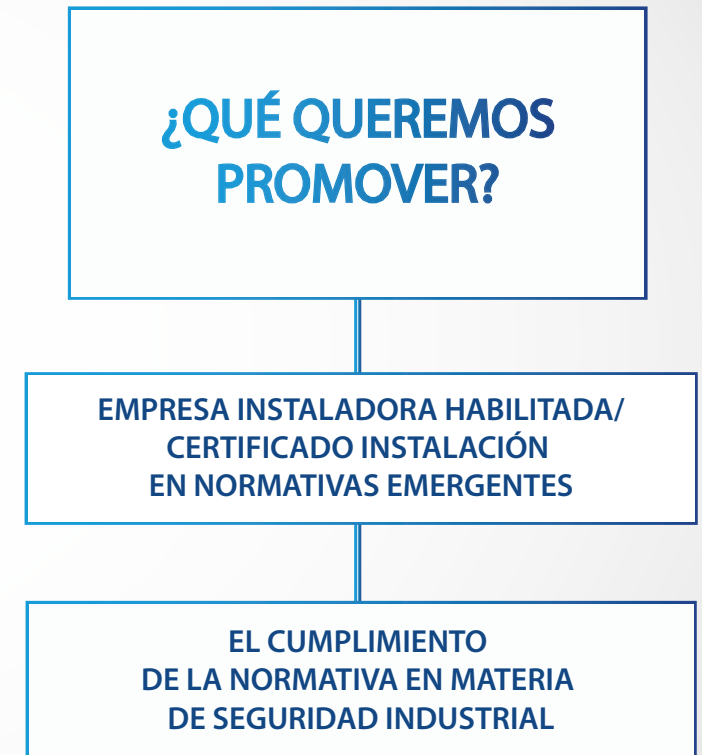 ¿QUÉ QUEREMOS
PROMOVER?
EMPRESA INSTALADORA HABILITADA/
CERTIFICADO INSTALACIÓN
EN NORMATIVAS EMERGENTES
EL CUMPLIMIENTO
DE LA NORMATIVA EN MATERIA
DE SEGURIDAD INDUSTRIAL